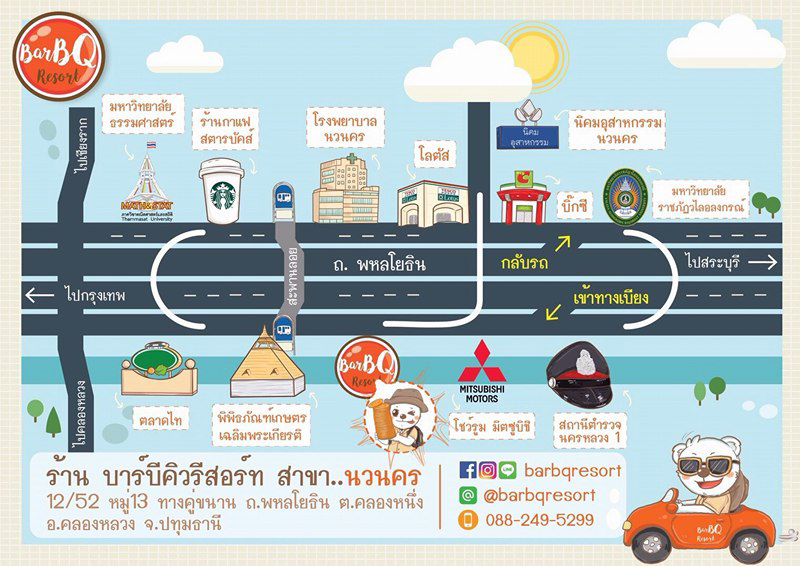 BarBQ
Resort
ไปเชียงราก
มหาวิทยาลัย
ธรรมศาสตร์
ร้านกาแฟ
สตาร์บัคส์
โรงพยาบาล
นวนคร
โลตัส
นิคม
อุสาหกรรม
นิคมอุสาหกรรม
นวนคร
MATH&STAT
ภาควิชาคณิตศาสตร์และสถิติ
Thammasat University
TESCO
Lotus
บิ๊กซี
มหาวิทยาลัย
ราชภัฏวไลอลงกรณ์
สะพานลอย
ถ. พหลโยธิน
กลับรถ
ไปสระบุรี
ไปกรุงเทพ
เข้าทางเบี่ยง
ไปคลองหลวง
ตลาดไท
พิพิธภัณฑ์เกษตร
เฉลิมพระเกียรติ
BarBQ
Resort
MITSUBISHI
MOTORS
โชว์รูม มิตซูบิชิ
สถานีตำรวจ
นครหลวง 1
ร้าน บาร์บีคิวรีสอร์ท สาขา..นวนคร
12/52 หมู่13 ทางคู่ขนาน ถ.พหลโยธิน ต.คลองหนึ่ง
อ.คลองหลวง จ.ปทุมธานี
barbqresort
@barbqresort
088-249-5299
BarBQ
Resort